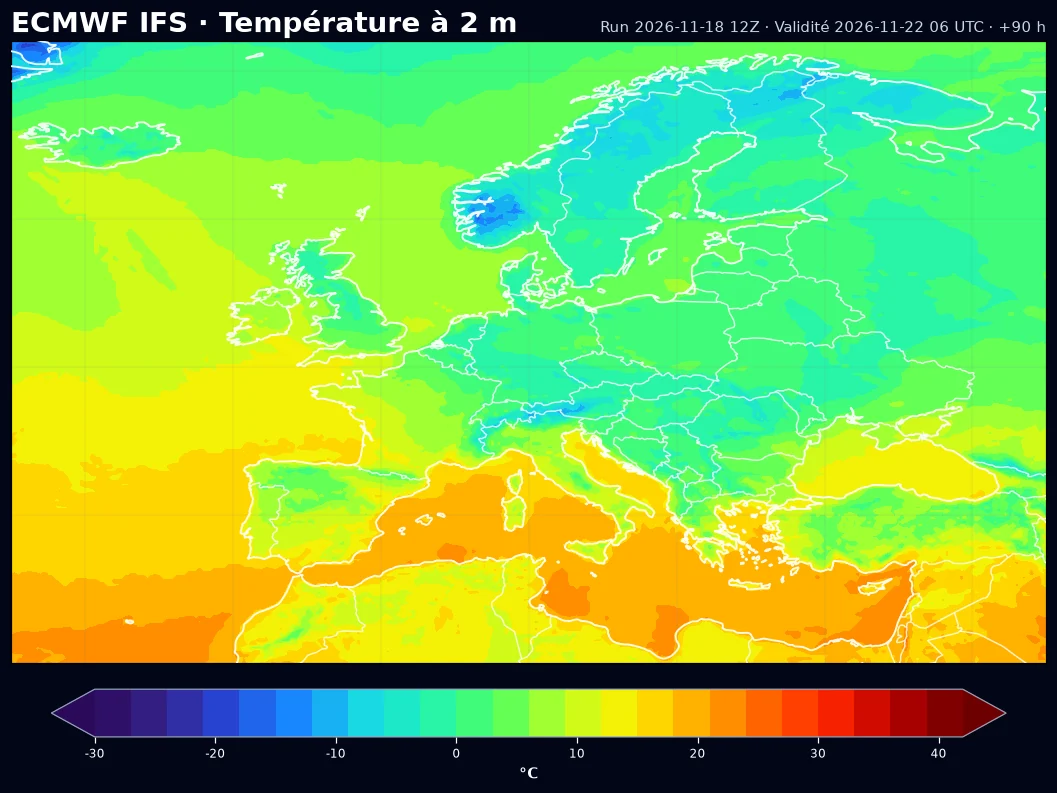 ECMWF IFS · Température à 2 m
Run 2026-11-18 12Z · Validité 2026-11-22 06 UTC · +90 h
-30 -20 -10 0 10 20 30 40
°C